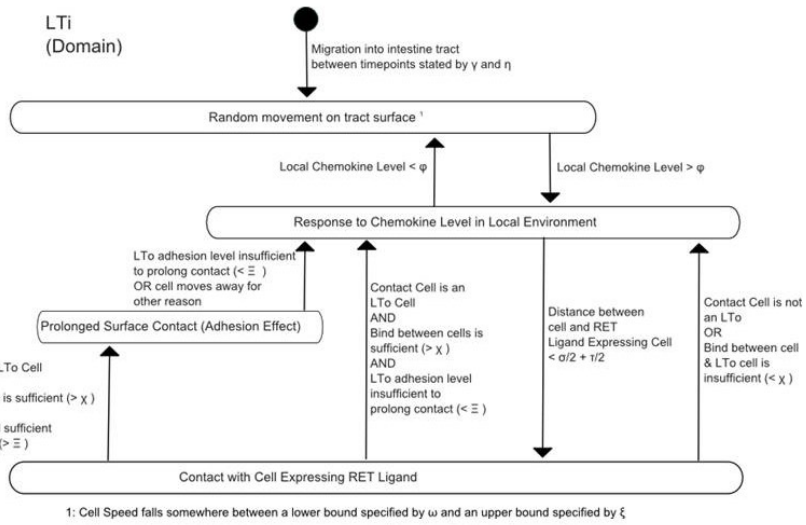 LTi
(Domain)
Migration into intestine tract
between timepoints stated by γ and η
Random movement on tract surface ¹
Local Chemokine Level < φ
Local Chemokine Level > φ
Response to Chemokine Level in Local Environment
LTo adhesion level insufficient
to prolong contact (< Ξ )
OR cell moves away for
other reason
Prolonged Surface Contact (Adhesion Effect)
LTo Cell
is sufficient (> χ )
sufficient
(> Ξ )
Contact Cell is an
LTo Cell
AND
Bind between cells is
sufficient (> χ )
AND
LTo adhesion level
insufficient to
prolong contact (< Ξ )
Distance between
cell and RET
Ligand Expressing Cell
< σ/2 + τ/2
Contact Cell is not
an LTo
OR
Bind between cell
& LTo cell is
insufficient (< χ )
Contact with Cell Expressing RET Ligand
1: Cell Speed falls somewhere between a lower bound specified by ω and an upper bound specified by ξ